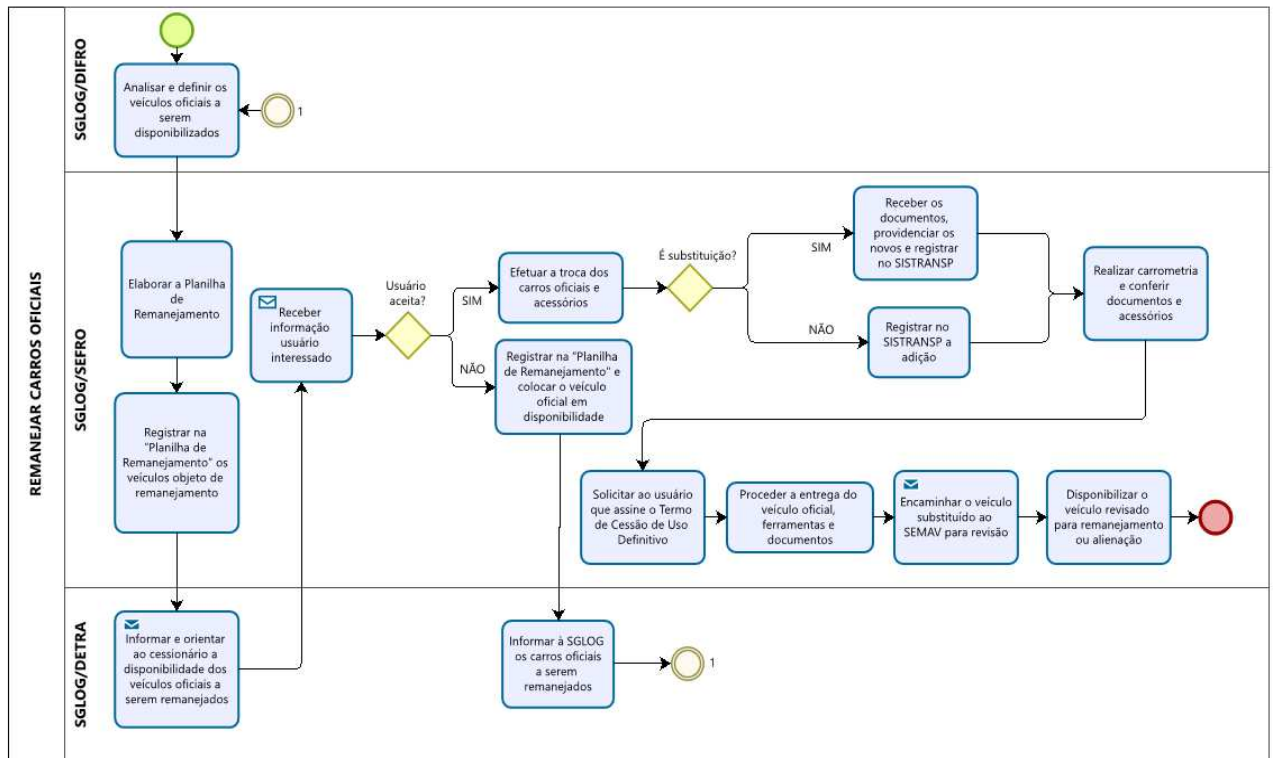 REMANEJAR CARROS OFICIAIS
SGLOG/DIFRO
Analisar e definir os
veículos oficiais a
serem
disponibilizados
1
SGLOG/SEFRO
Elaborar a Planilha
de
Remanejamento
Registrar na
"Planilha de
Remanejamento" os
veículos objeto de
remanejamento
Receber
informação
usuário
interessado
Usuário
aceita?
SIM
NÃO
Efetuar a troca dos
carros oficiais e
acessórios
Registrar na "Planilha
de Remanejamento" e
colocar o veículo
oficial em
disponibilidade
É substituição?
SIM
NÃO
Receber os
documentos,
providenciar os
novos e registrar
no SISTRANSP
Registrar no
SISTRANSP a
adição
Realizar carrometria
e conferir
documentos e
acessórios
Solicitar ao usuário
que assine o Termo
de Cessão de Uso
Definitivo
Proceder a entrega do
veículo oficial,
ferramentas e
documentos
Encaminhar o veículo
substituído ao
SEMAV para revisão
Disponibilizar o
veículo revisado
para remanejamento
ou alienação
SGLOG/DETRA
Informar e orientar
ao cessionário a
disponibilidade dos
veículos oficiais a
serem remanejados
Informar à SGLOG
os carros oficiais
a serem
remanejados
1